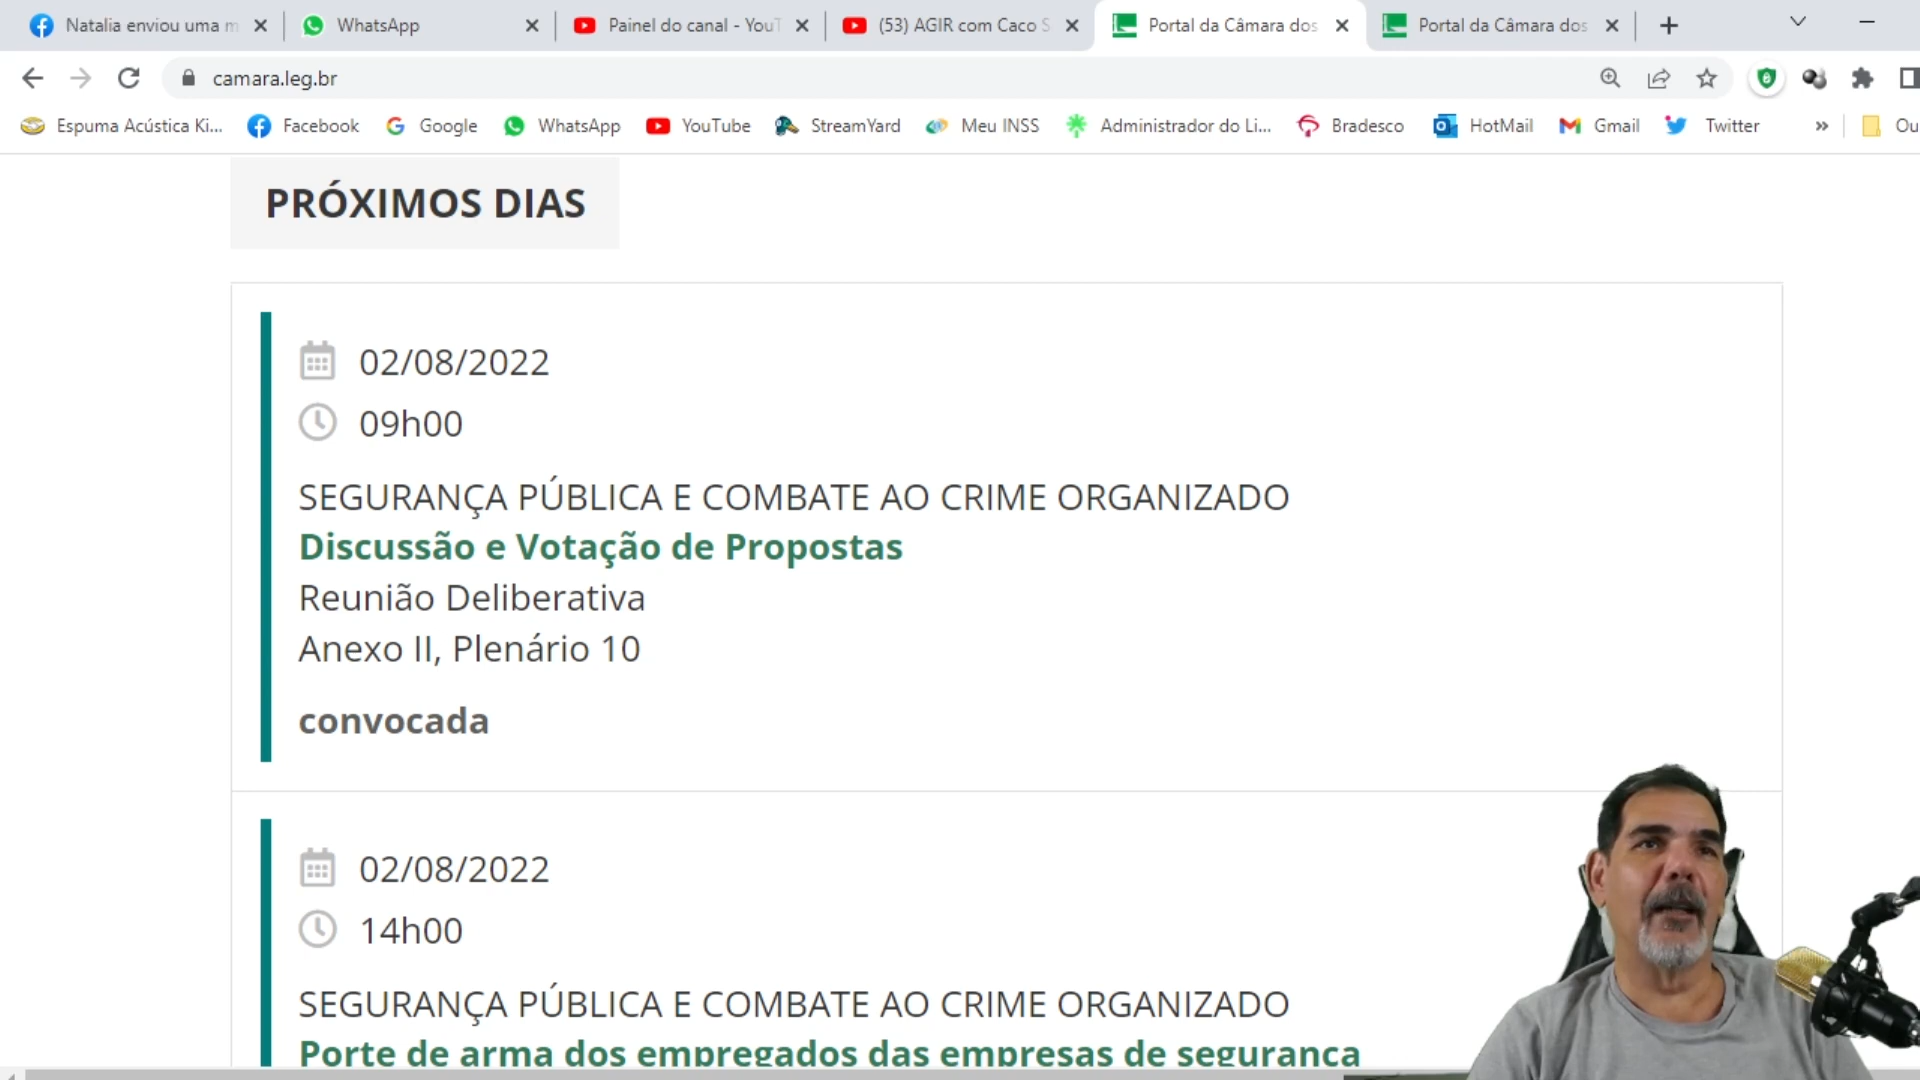 Natalia enviou uma m
WhatsApp
Painel do canal - YouT
(53) AGIR com Caco S
Portal da Câmara dos
Portal da Câmara dos
camara.leg.br
Espuma Acústica Ki...
Facebook
Google
WhatsApp
YouTube
StreamYard
Meu INSS
Administrador do Li...
Bradesco
HotMail
Gmail
Twitter
»
Ou
PRÓXIMOS DIAS
02/08/2022
09h00
SEGURANÇA PÚBLICA E COMBATE AO CRIME ORGANIZADO
Discussão e Votação de Propostas
Reunião Deliberativa
Anexo II, Plenário 10
convocada
02/08/2022
14h00
SEGURANÇA PÚBLICA E COMBATE AO CRIME ORGANIZADO
Porte de arma dos empregados das empresas de segurança